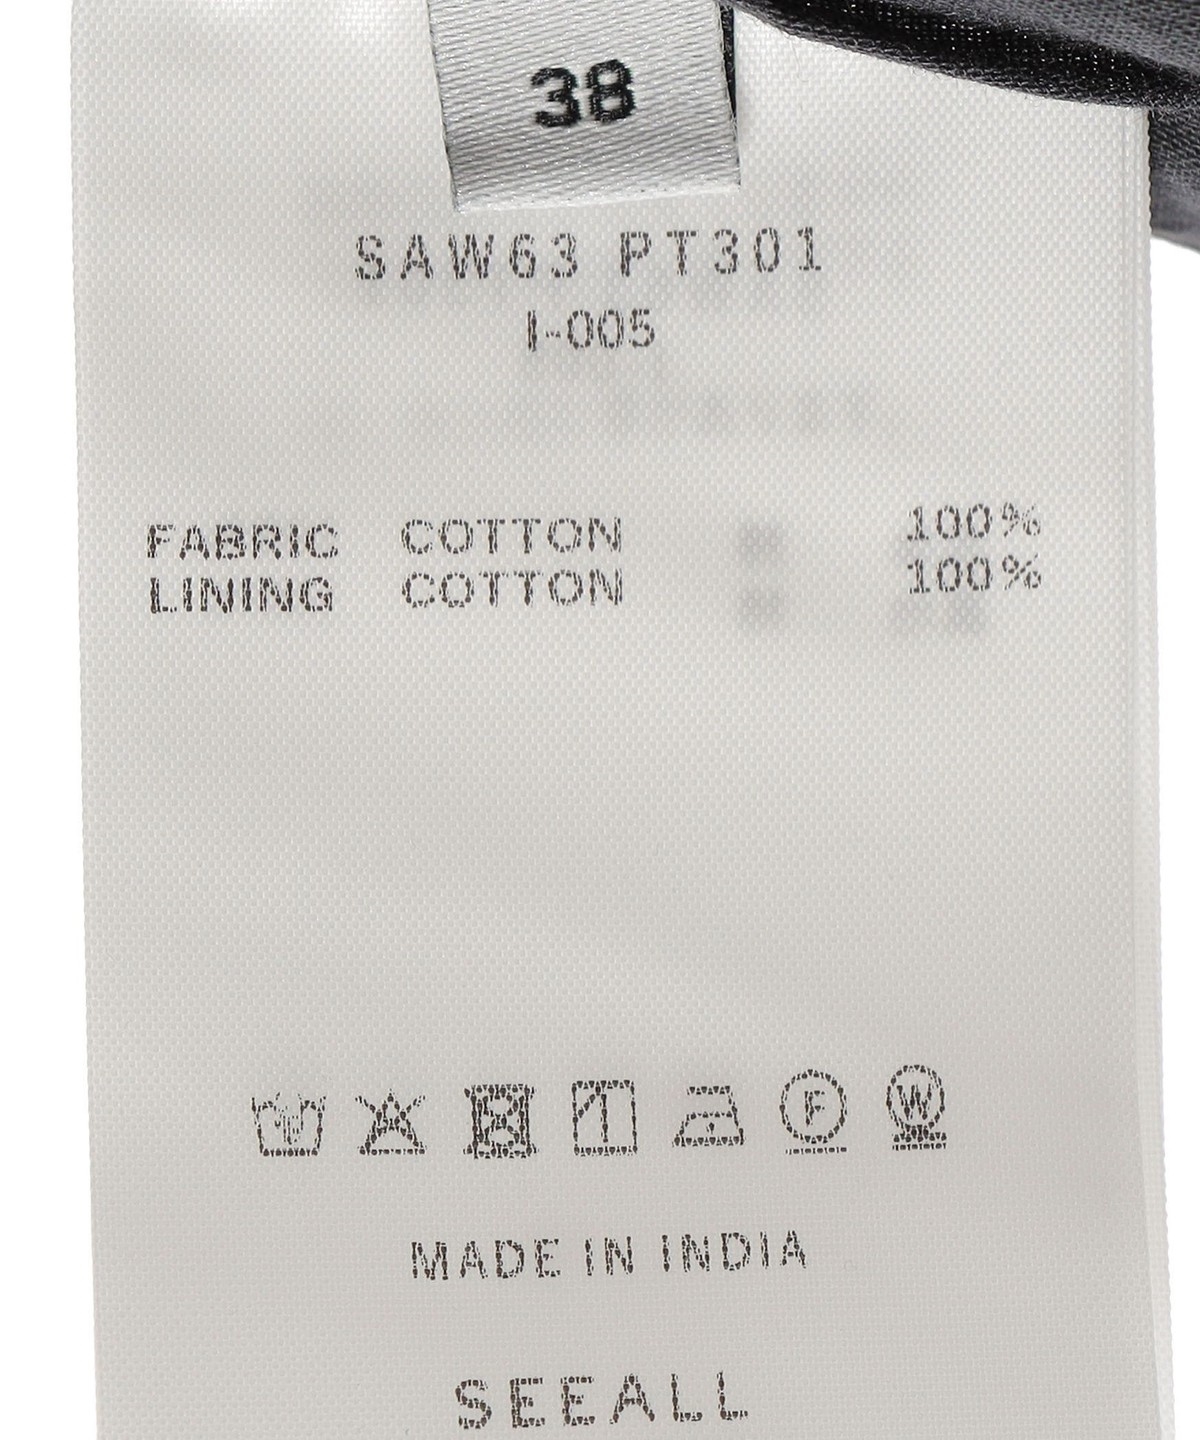 38
SAW63 PT301
I-005
FABRIC COTTON 100%
LINING COTTON 100%
F W
MADE IN INDIA
SEEALL